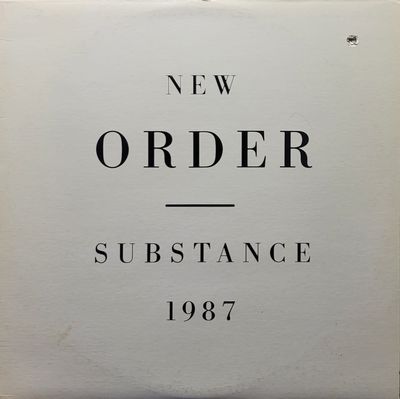 NEW
ORDER
SUBSTANCE
1987